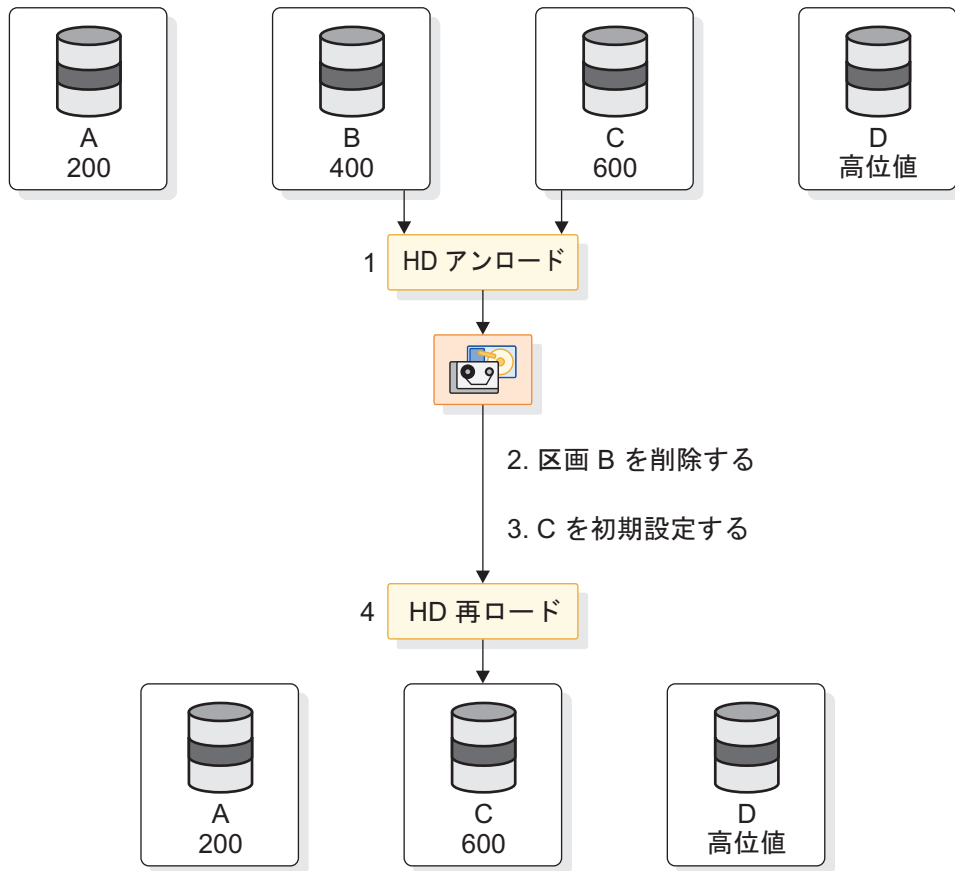 A
200
B
400
C
600
D
高位値
1
HD アンロード
2. 区画 B を削除する
3. C を初期設定する
4
HD 再ロード
A
200
C
600
D
高位値